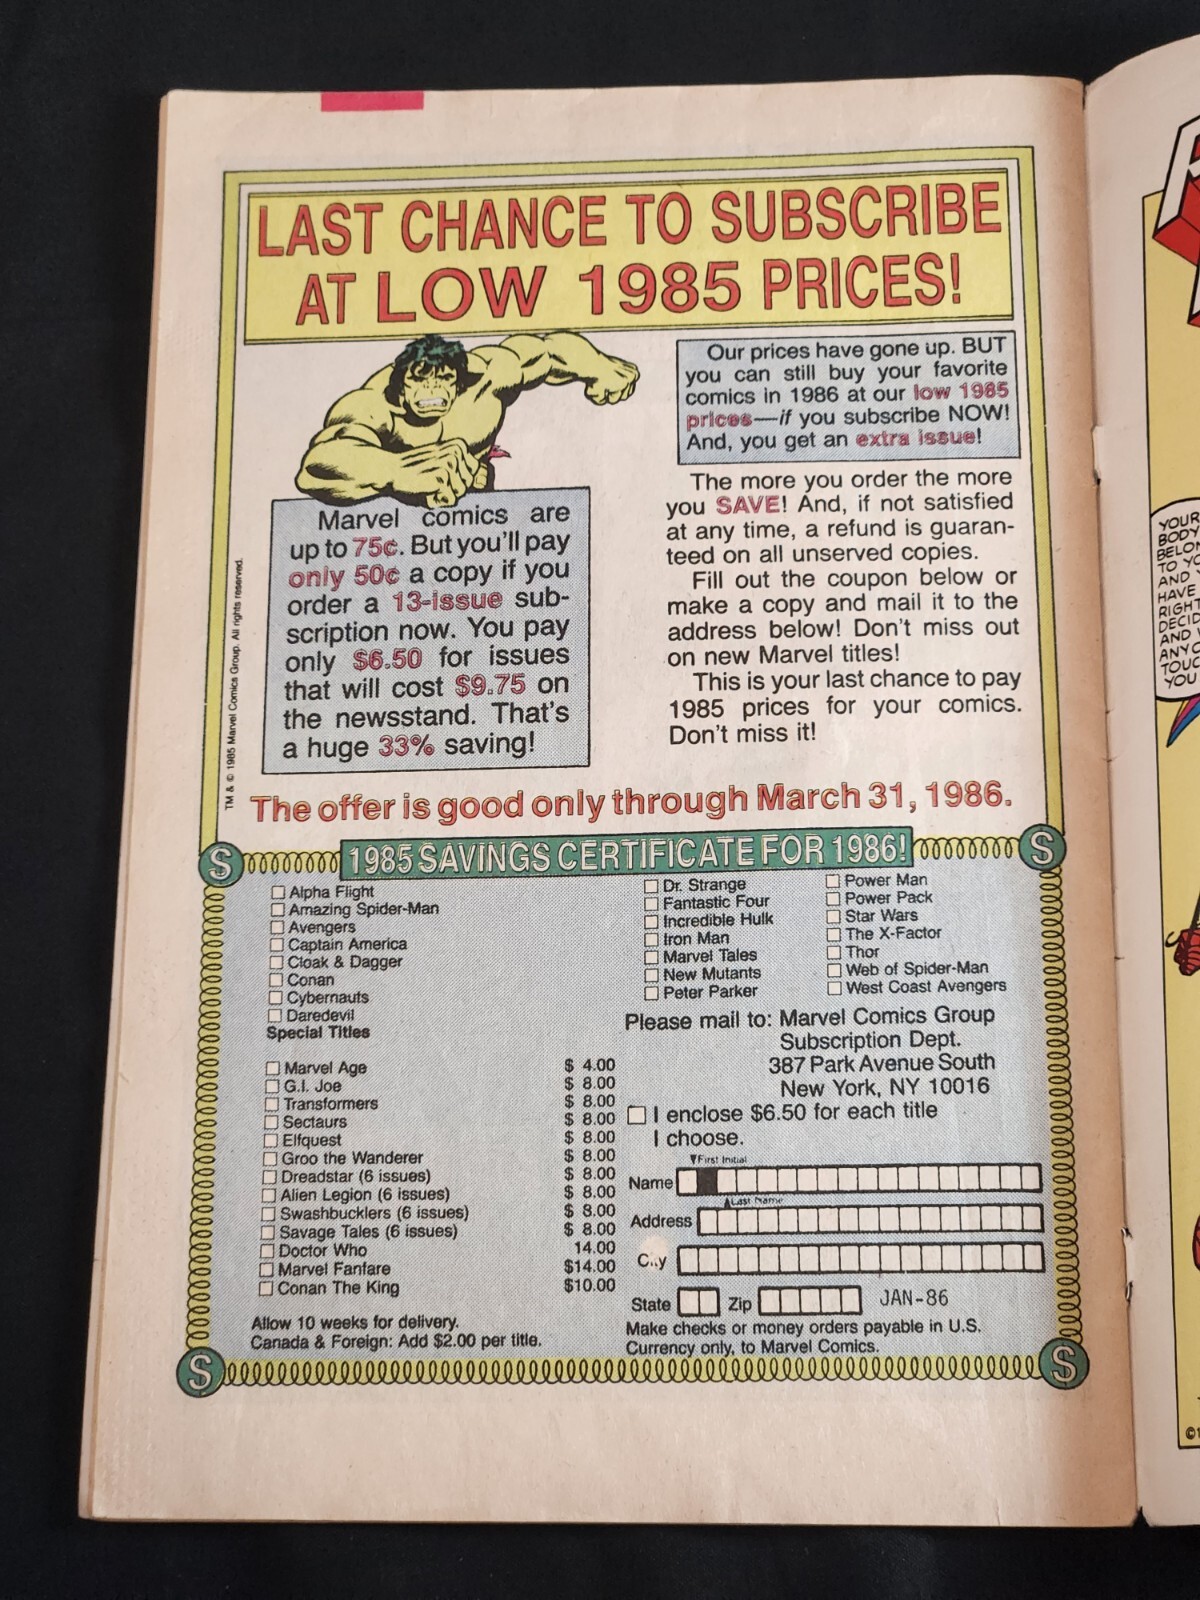 LAST CHANCE TO SUBSCRIBE
AT LOW 1985 PRICES!
Our prices have gone up. BUT
you can still buy your favorite
comics in 1986 at our low 1985
prices—if you subscribe NOW!
And, you get an extra issue!
Marvel comics are
up to 75¢. But you'll pay
only 50¢ a copy if you
order a 13-issue sub-
scription now. You pay
only $6.50 for issues
that will cost $9.75 on
the newsstand. That's
a huge 33% saving!
The more you order the more
you SAVE! And, if not satisfied
at any time, a refund is guaran-
teed on all unserved copies.
Fill out the coupon below or
make a copy and mail it to the
address below! Don't miss out
on new Marvel titles!
This is your last chance to pay
1985 prices for your comics.
Don't miss it!
TM & © 1985 Marvel Comics Group. All rights reserved.
The offer is good only through March 31, 1986.
$ 1985 SAVINGS CERTIFICATE FOR 1986! $
Alpha Flight
Amazing Spider-Man
Avengers
Captain America
Cloak & Dagger
Conan
Cybernauts
Daredevil
Dr. Strange
Fantastic Four
Incredible Hulk
Iron Man
Marvel Tales
New Mutants
Peter Parker
Power Man
Power Pack
Star Wars
The X-Factor
Thor
Web of Spider-Man
West Coast Avengers
Special Titles
Marvel Age $ 4.00
G.I. Joe $ 8.00
Transformers $ 8.00
Sectaurs $ 8.00
Elfquest $ 8.00
Groo the Wanderer $ 8.00
Dreadstar (6 issues) $ 8.00
Alien Legion (6 issues) $ 8.00
Swashbucklers (6 issues) $ 8.00
Savage Tales (6 issues) $ 8.00
Doctor Who 14.00
Marvel Fanfare $14.00
Conan The King $10.00
Allow 10 weeks for delivery.
Canada & Foreign: Add $2.00 per title.
Please mail to: Marvel Comics Group
Subscription Dept.
387 Park Avenue South
New York, NY 10016
I enclose $6.50 for each title
I choose.
▼First Initial
Name
▲Last Name
Address
City
State Zip JAN-86
Make checks or money orders payable in U.S.
Currency only, to Marvel Comics.
$ $
YOUR
BODY
TO
AND
HAVE
RIGHT
AND
YOU